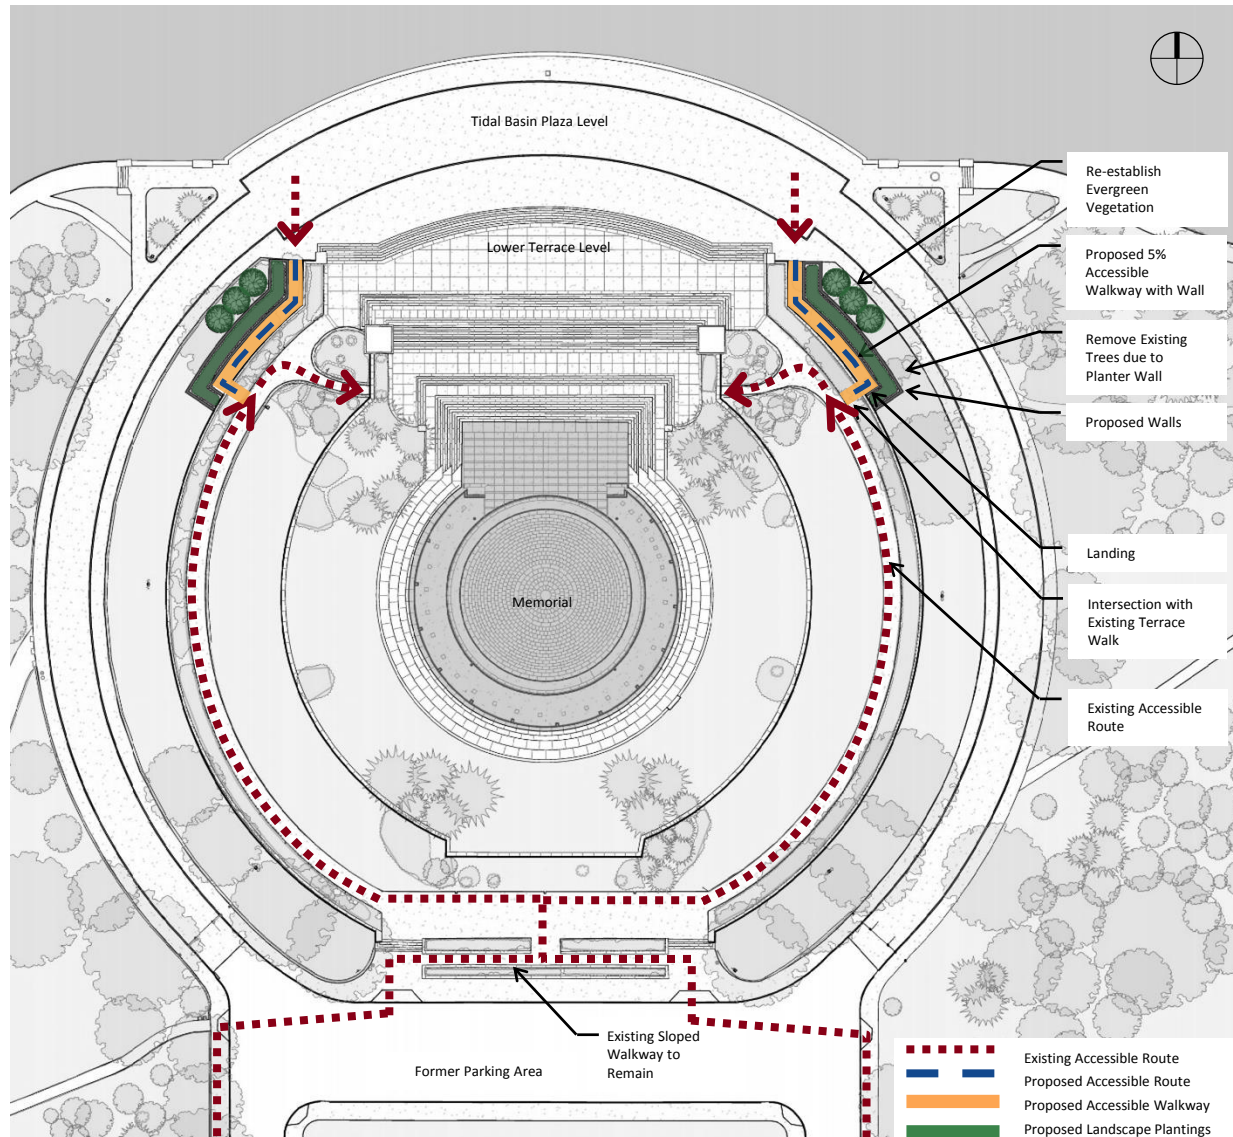 Tidal Basin Plaza Level
Lower Terrace Level
Memorial
Re-establish
Evergreen
Vegetation
Proposed 5%
Accessible
Walkway with Wall
Remove Existing
Trees due to
Planter Wall
Proposed Walls
Landing
Intersection with
Existing Terrace
Walk
Existing Accessible
Route
Existing Sloped
Walkway to
Remain
Former Parking Area
Existing Accessible Route
Proposed Accessible Route
Proposed Accessible Walkway
Proposed Landscape Plantings